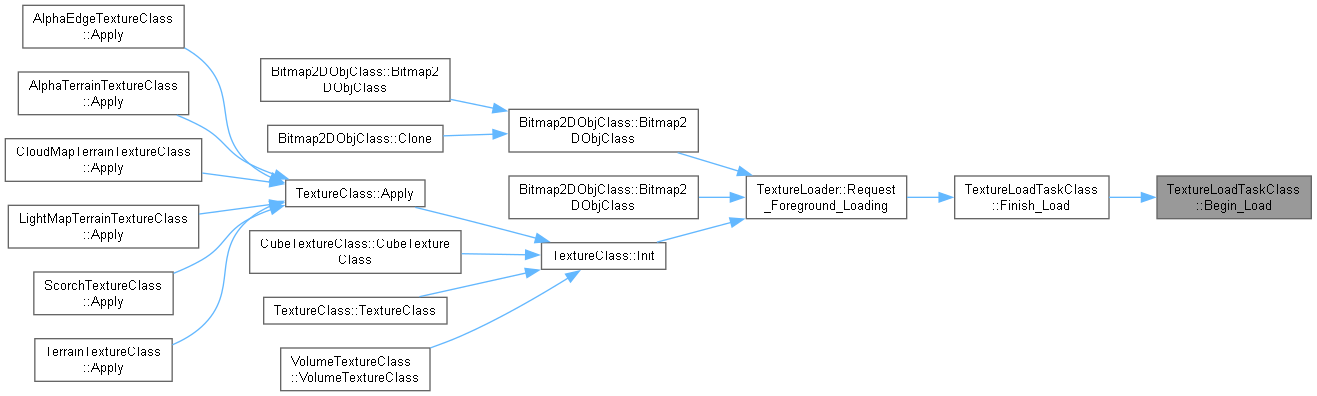 AlphaEdgeTextureClass
::Apply
AlphaTerrainTextureClass
::Apply
CloudMapTerrainTextureClass
::Apply
LightMapTerrainTextureClass
::Apply
ScorchTextureClass
::Apply
TerrainTextureClass
::Apply
Bitmap2DObjClass::Bitmap2
DObjClass
Bitmap2DObjClass::Clone
TextureClass::Apply
CubeTextureClass::CubeTexture
Class
TextureClass::TextureClass
VolumeTextureClass
::VolumeTextureClass
Bitmap2DObjClass::Bitmap2
DObjClass
Bitmap2DObjClass::Bitmap2
DObjClass
TextureClass::Init
TextureLoader::Request
_Foreground_Loading
TextureLoadTaskClass
::Finish_Load
TextureLoadTaskClass
::Begin_Load